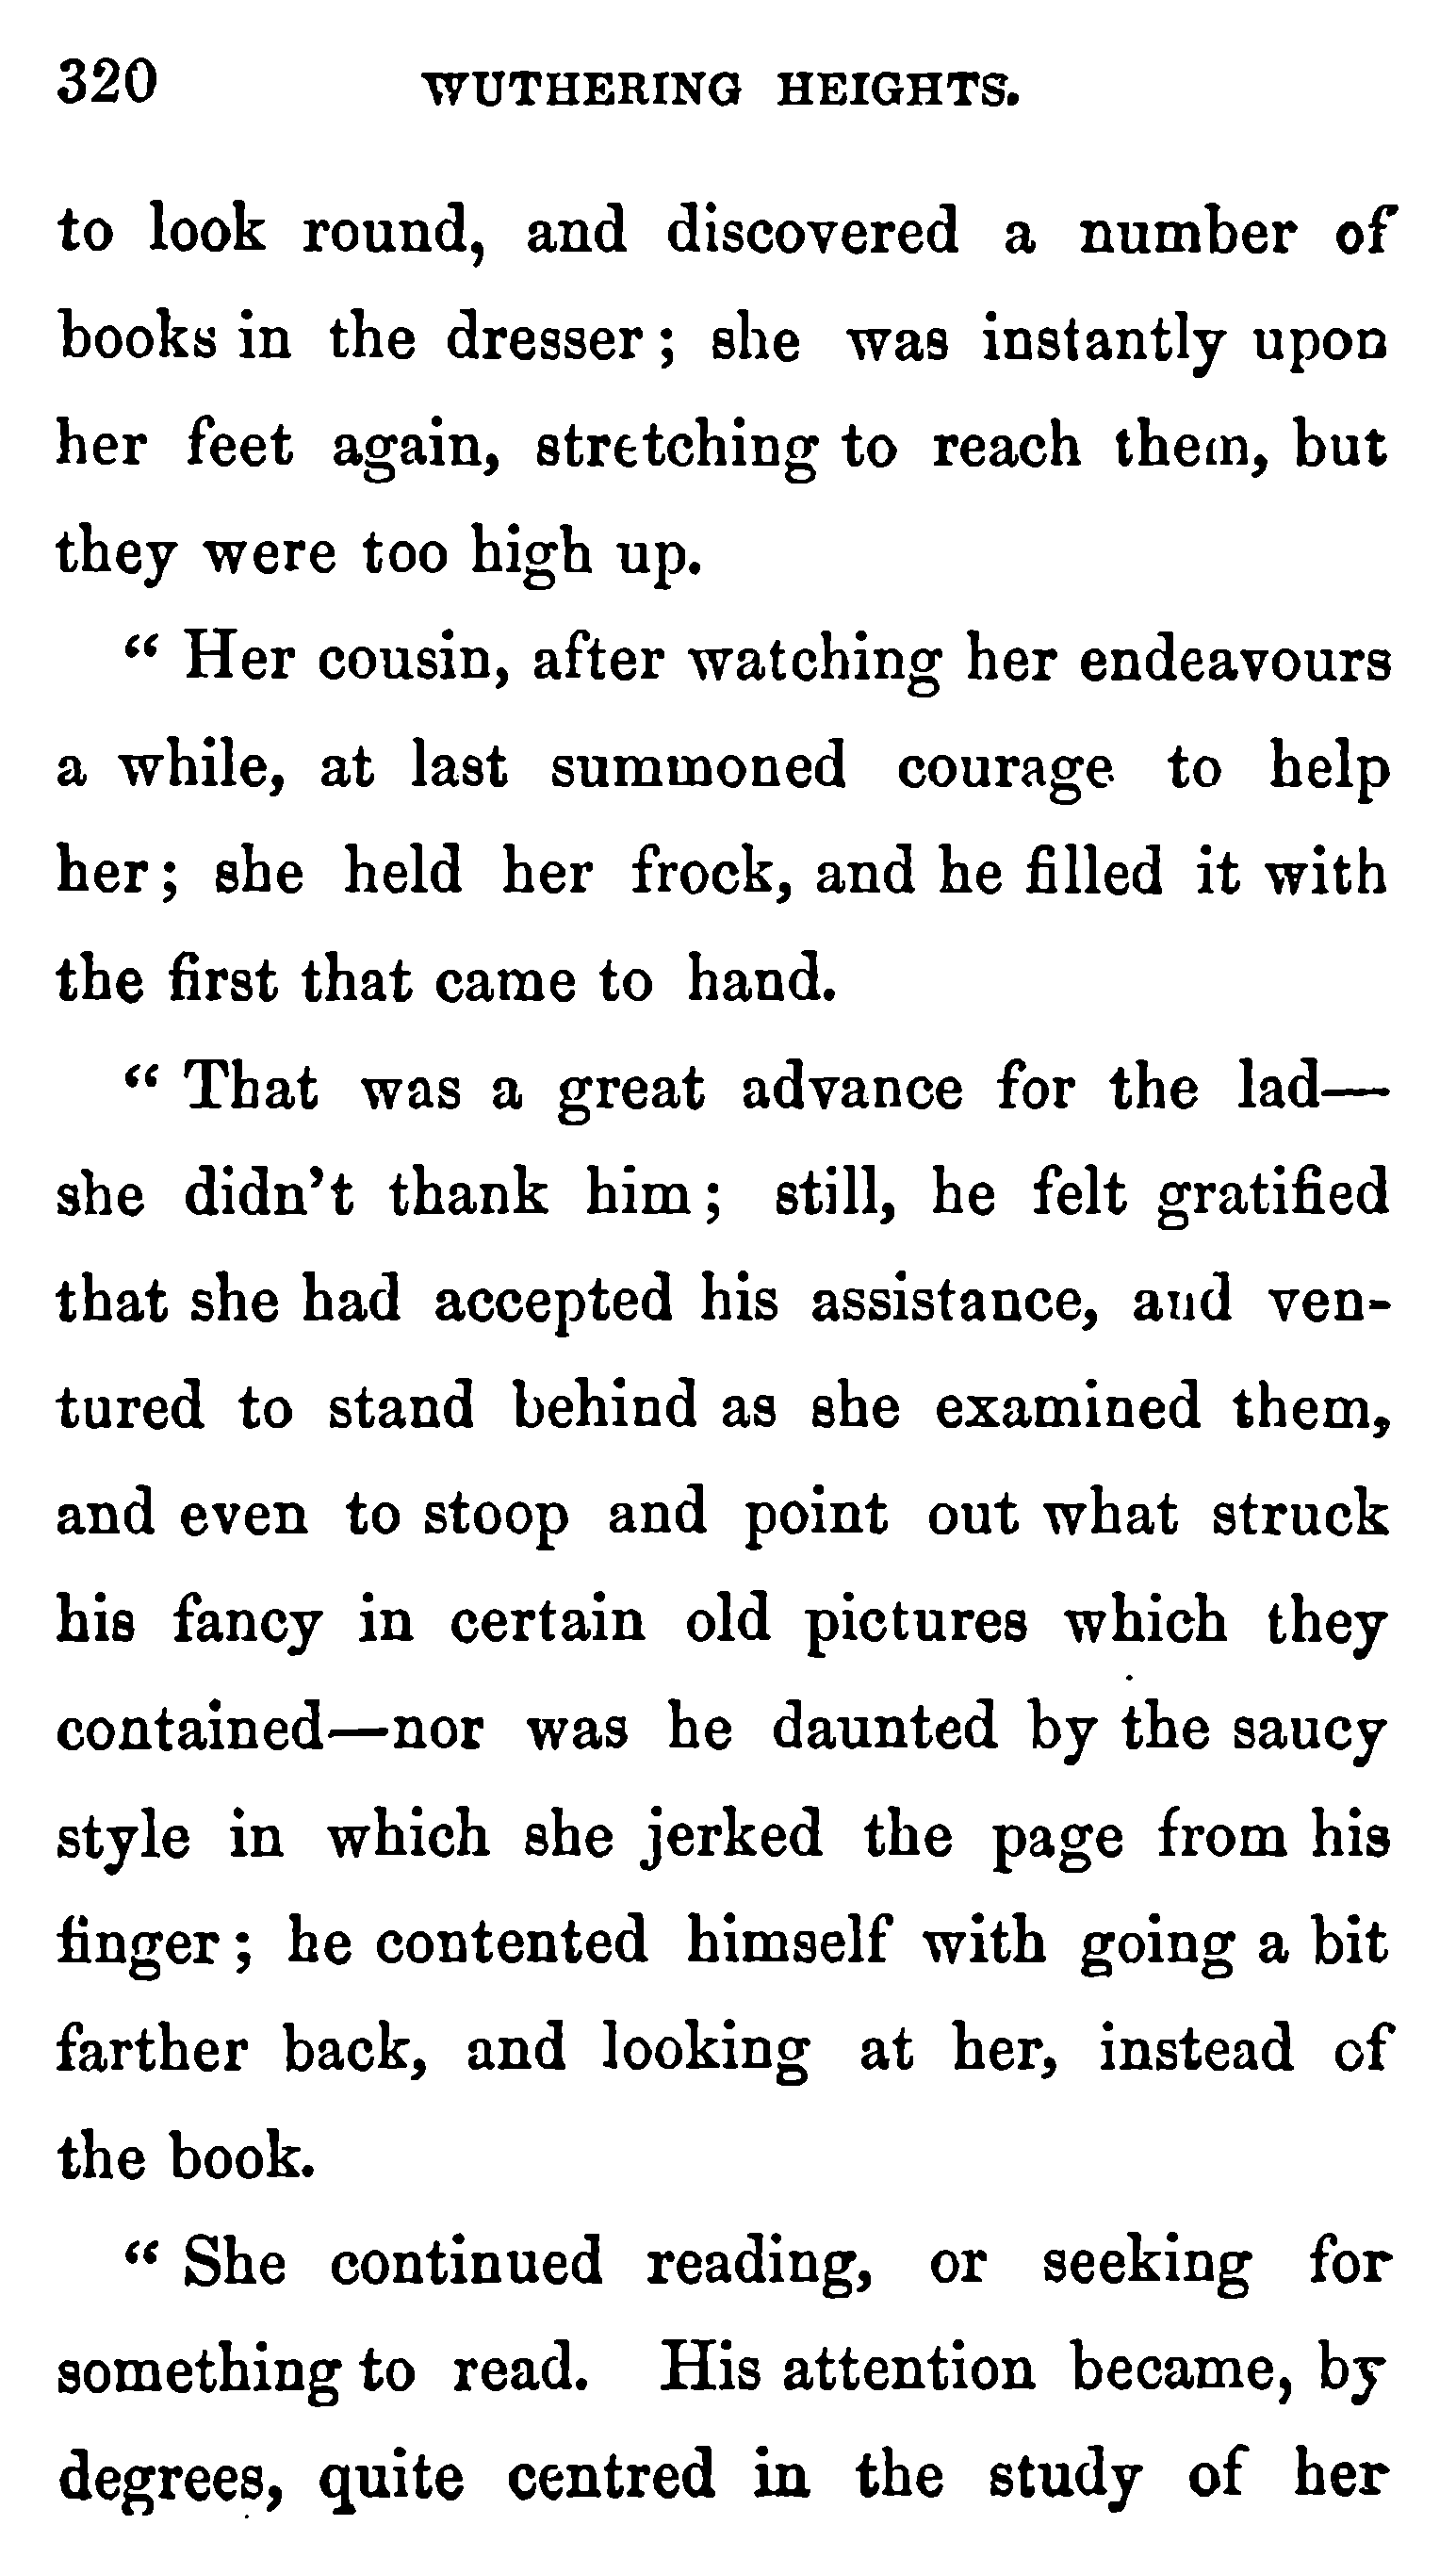 320 WUTHERING HEIGHTS.
to look round, and discovered a number of
books in the dresser; she was instantly upon
her feet again, stretching to reach them, but
they were too high up.
“ Her cousin, after watching her endeavours
a while, at last summoned courage to help
her; she held her frock, and he filled it with
the first that came to hand.
“ That was a great advance for the lad—
she didn’t thank him; still, he felt gratified
that she had accepted his assistance, and ven-
tured to stand behind as she examined them,
and even to stoop and point out what struck
his fancy in certain old pictures which they
contained—nor was he daunted by the saucy
style in which she jerked the page from his
finger; he contented himself with going a bit
farther back, and looking at her, instead of
the book.
“ She continued reading, or seeking for
something to read. His attention became, by
degrees, quite centred in the study of her